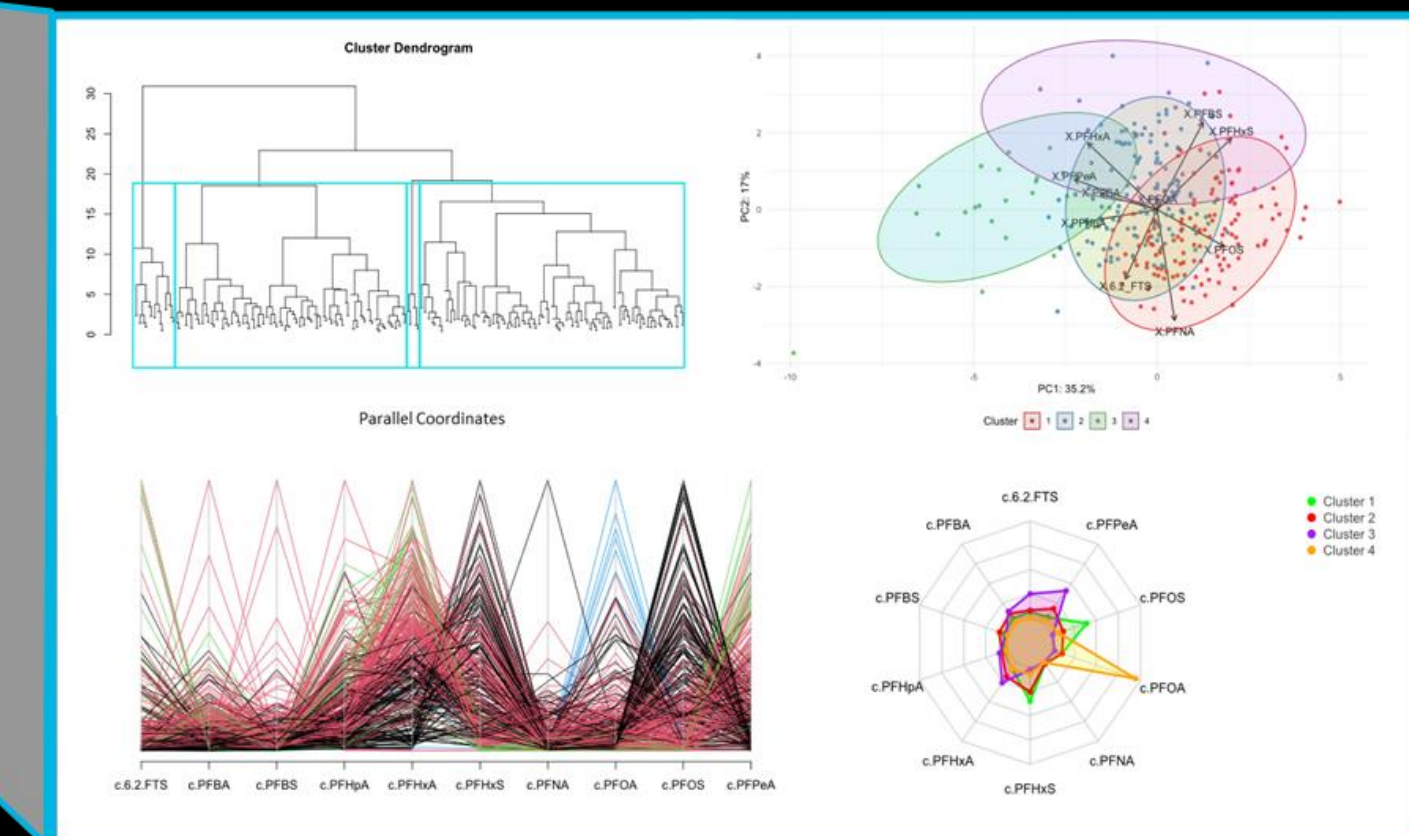 Cluster Dendrogram
30
25
20
15
10
5
0
4
2
0
-2
-4
PC2: 17%
X.PFBS
X.PFHxS
X.PFHxA
X.PFPeA
X.PFHpA
X.PFOS
X.6.2_FTS
X.PFNA
-10
-5
0
5
PC1: 35.2%
Cluster 1 2 3 4
Parallel Coordinates
c.6.2.FTS c.PFBA c.PFBS c.PFHpA c.PFHxA c.PFHxS c.PFNA c.PFOA c.PFOS c.PFPeA
c.6.2.FTS
c.PFBA
c.PFPeA
c.PFBS
c.PFOS
c.PFHpA
c.PFOA
c.PFHxA
c.PFNA
c.PFHxS
Cluster 1
Cluster 2
Cluster 3
Cluster 4